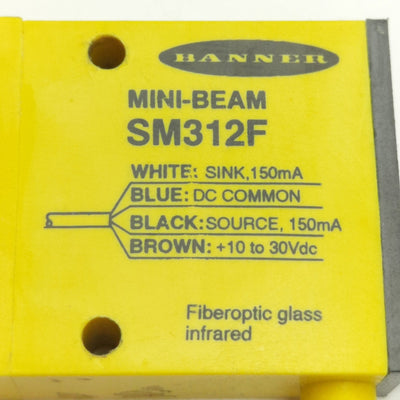 BANNER
MINI-BEAM
SM312F
WHITE: SINK,150mA
BLUE: DC COMMON
BLACK: SOURCE, 150mA
BROWN: +10 to 30Vdc
Fiberoptic glass
infrared